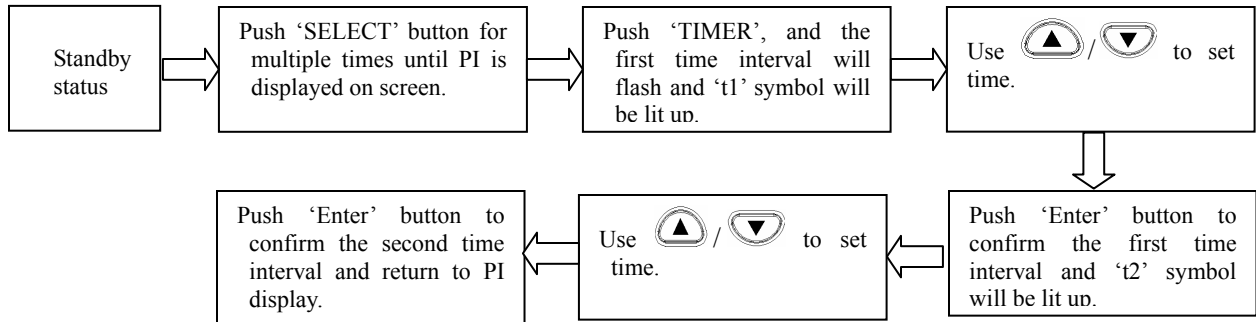 Standby
status
Push ‘SELECT’ button for
multiple times until PI is
displayed on screen.
Push ‘TIMER’, and the
first time interval will
flash and ‘t1’ symbol will
be lit up.
Use ▲ / ▼ to set
time.
Push ‘Enter’ button to
confirm the first time
interval and ‘t2’ symbol
will be lit up.
Use ▲ / ▼ to set
time.
Push ‘Enter’ button to
confirm the second time
interval and return to PI
display.